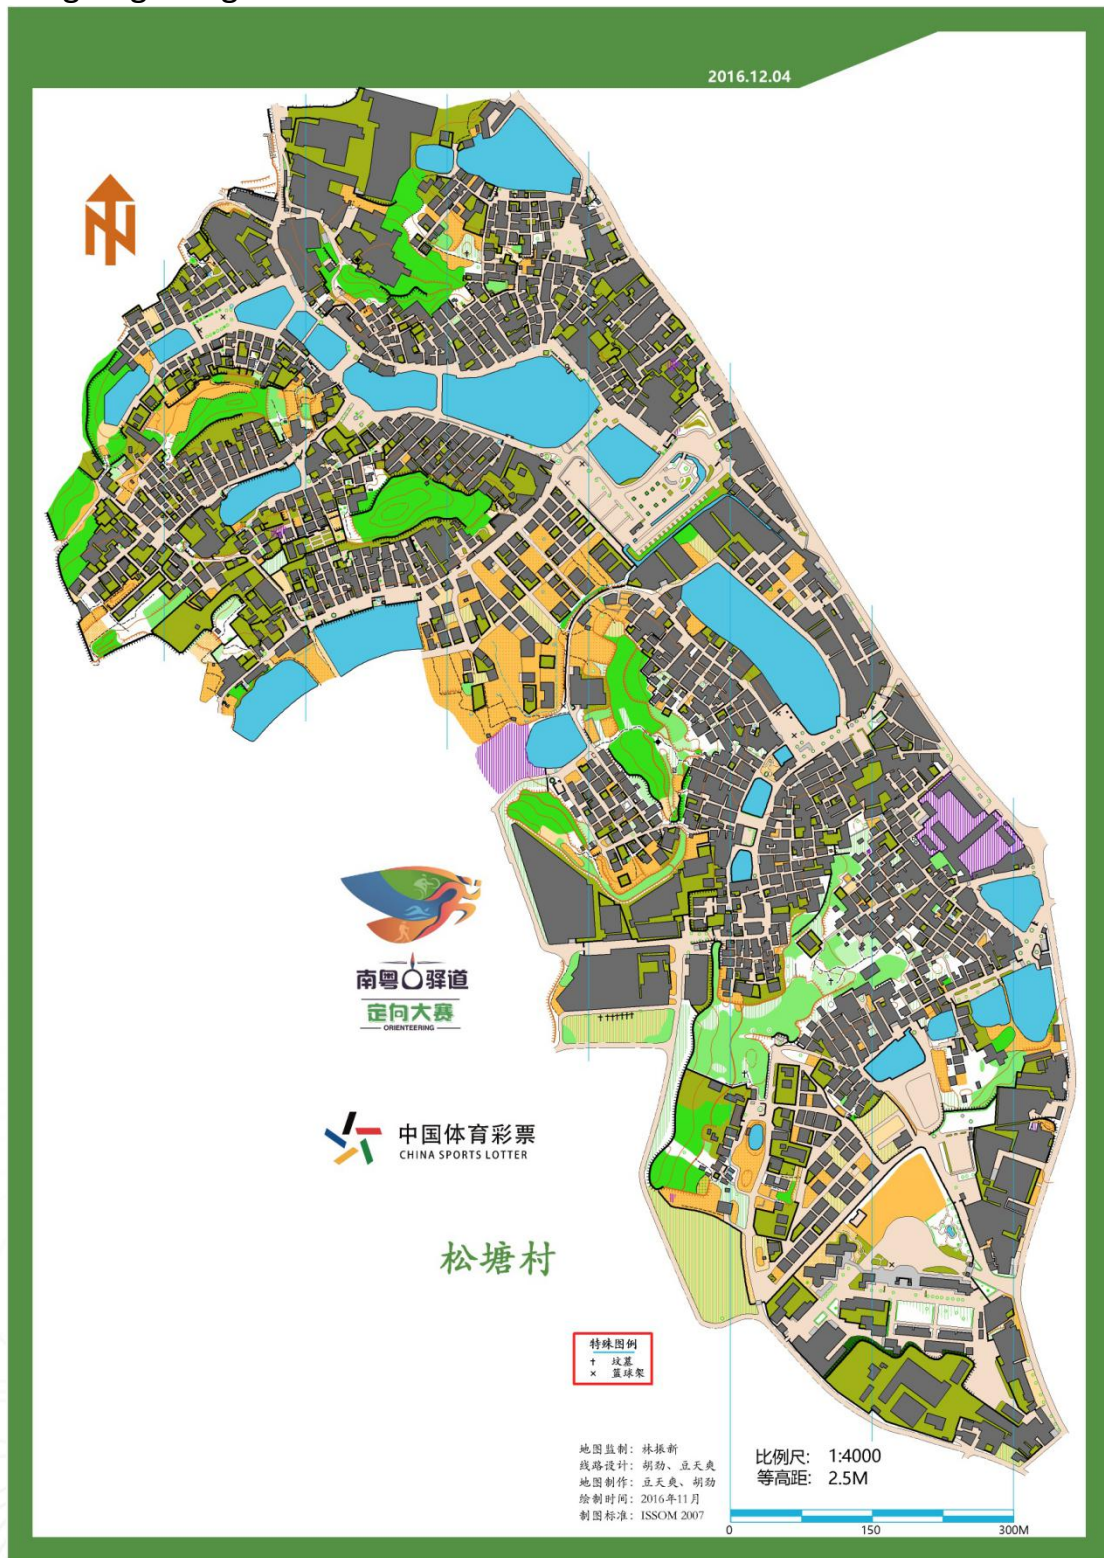 2016.12.04
N
南粤驿道
定向大赛
ORIENTEERING
中国体育彩票
CHINA SPORTS LOTTER
松塘村
特殊图例
† 坟墓
× 篮球架
地图监制：林振新
线路设计：胡劲、豆天爽
地图制作：豆天爽、胡劲
绘制时间：2016年11月
制图标准：ISSOM 2007
比例尺: 1:4000
等高距: 2.5M
0 150 300M